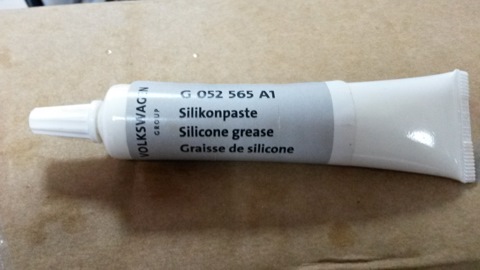 VOLKSWAGEN
GROUP
G 052 565 A1
Silikonpaste
Silicone grease
Graisse de silicone